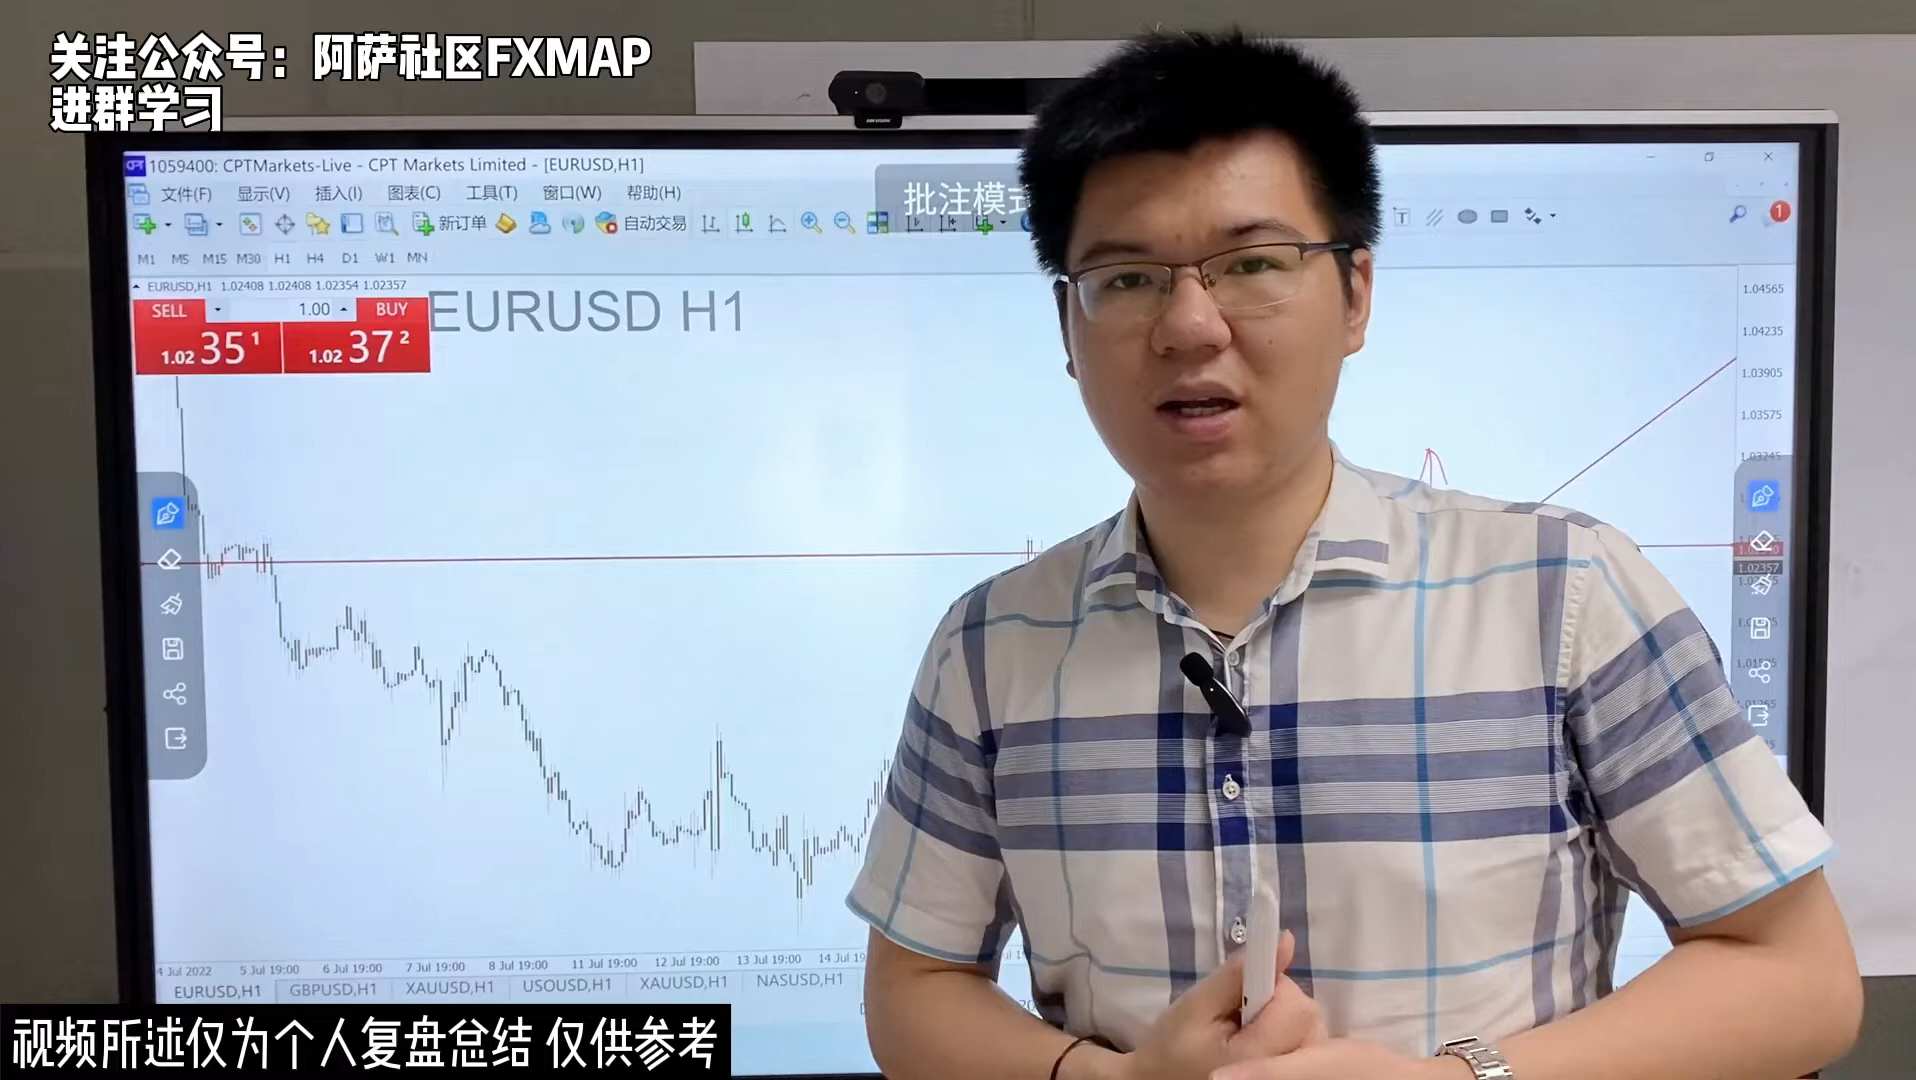 关注公众号：阿萨社区FXMAP
进群学习
1059400: CPTMarkets-Live - CPT Markets Limited - [EURUSD,H1]
文件(F) 显示(V) 插入(I) 图表(C) 工具(T) 窗口(W) 帮助(H)
批注模式
新订单 自动交易
1
M1 M5 M15 M30 H1 H4 D1 W1 MN
EURUSD,H1 1.02408 1.02408 1.02354 1.02357
SELL 1.00 BUY
1.02 35 1 1.02 37 2
EURUSD H1
1.04565
1.04235
1.03905
1.03575
1.03245
1.02357
4 Jul 2022 5 Jul 19:00 6 Jul 19:00 7 Jul 19:00 8 Jul 19:00 11 Jul 19:00 12 Jul 19:00 13 Jul 19:00 14 Jul
EURUSD,H1 GBPUSD,H1 XAUUSD,H1 USOUSD,H1 XAUUSD,H1 NASUSD,H1
视频所述仅为个人复盘总结 仅供参考